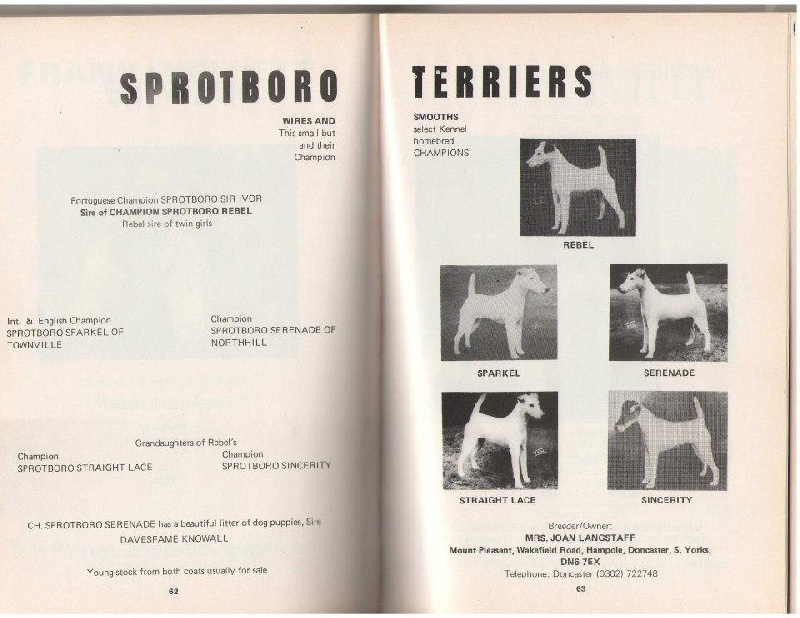 SPROTBORO
WIRES AND
This small but
and their
Champion
Portuguese Champion SPROTBORO SIR IVOR
Sire of CHAMPION SPROTBORO REBEL
Rebel sire of twin girls
Int. & English Champion
SPROTBORO SPARKEL OF
TOWNVILLE
Champion
SPROTBORO SERENADE OF
NORTHHILL
Grandaughters of Rebel's
Champion
SPROTBORO STRAIGHT LACE
Champion
SPROTBORO SINCERITY
CH. SPROTBORO SERENADE has a beautiful litter of dog puppies, Sire
DAVESFAME KNOWALL
Young stock from both coats usually for sale
62
TERRIERS
SMOOTHS
select Kennel
homebred
CHAMPIONS
REBEL
SPARKEL
SERENADE
STRAIGHT LACE
SINCERITY
Breeder/Owner:
MRS. JOAN LANGSTAFF
Mount Pleasant, Wakefield Road, Hampole, Doncaster, S. Yorks,
DN6 7EX
Telephone: Doncaster (0302) 722748
63